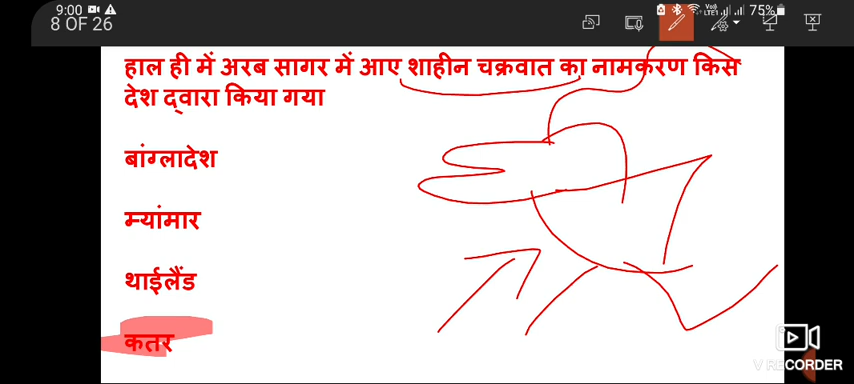 9:00 75%
8 OF 26
हाल ही में अरब सागर में आए शाहीन चक्रवात का नामकरण किस
देश द्वारा किया गया
बांग्लादेश
म्यांमार
थाईलैंड
कतर
V RECORDER